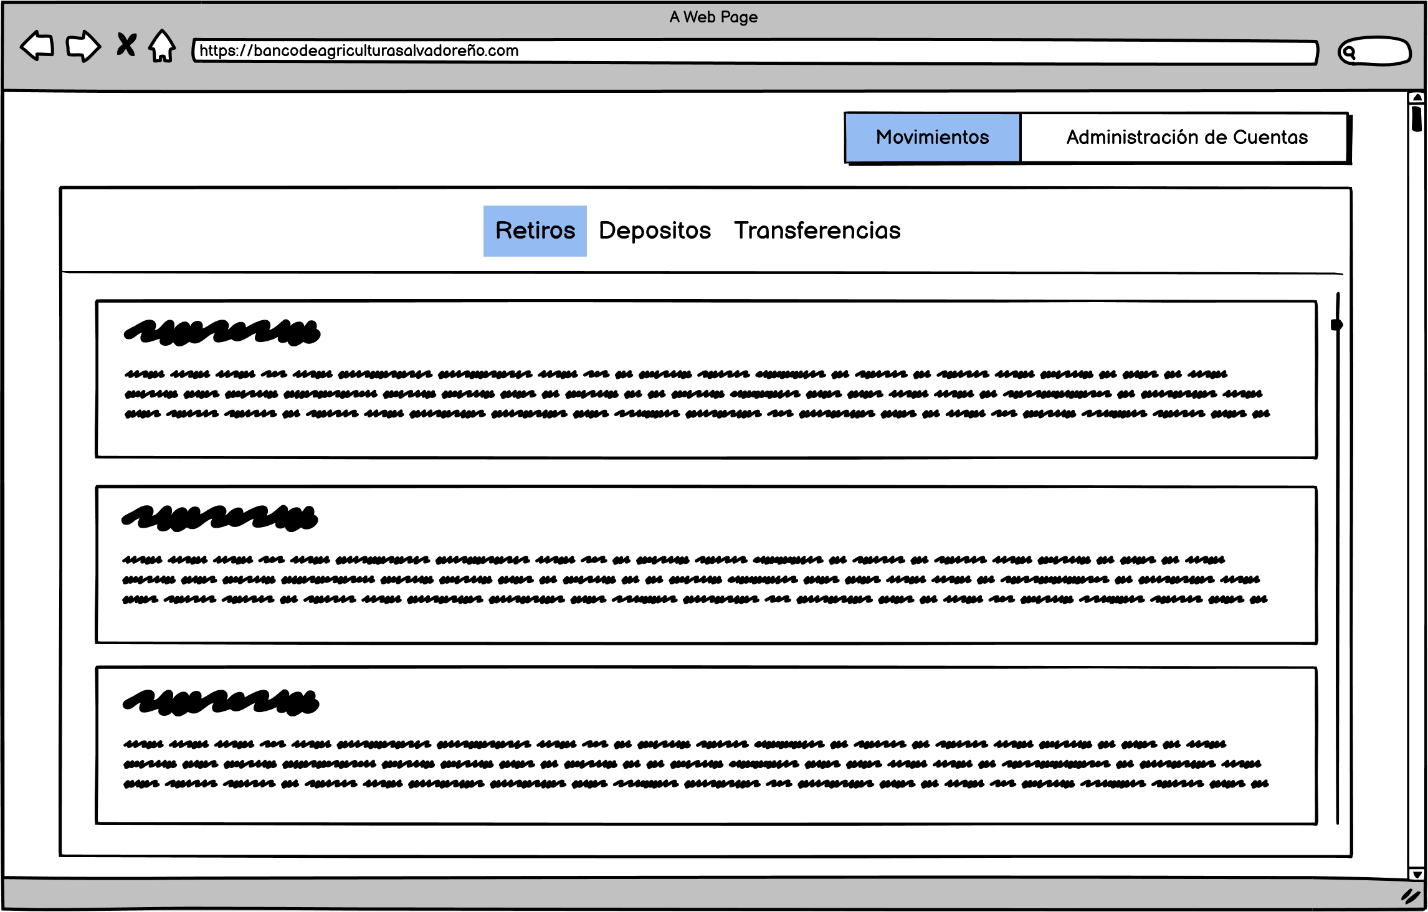 A Web Page
https://bancodeagriculturasalvadoreño.com
Movimientos Administración de Cuentas
Retiros Depositos Transferencias